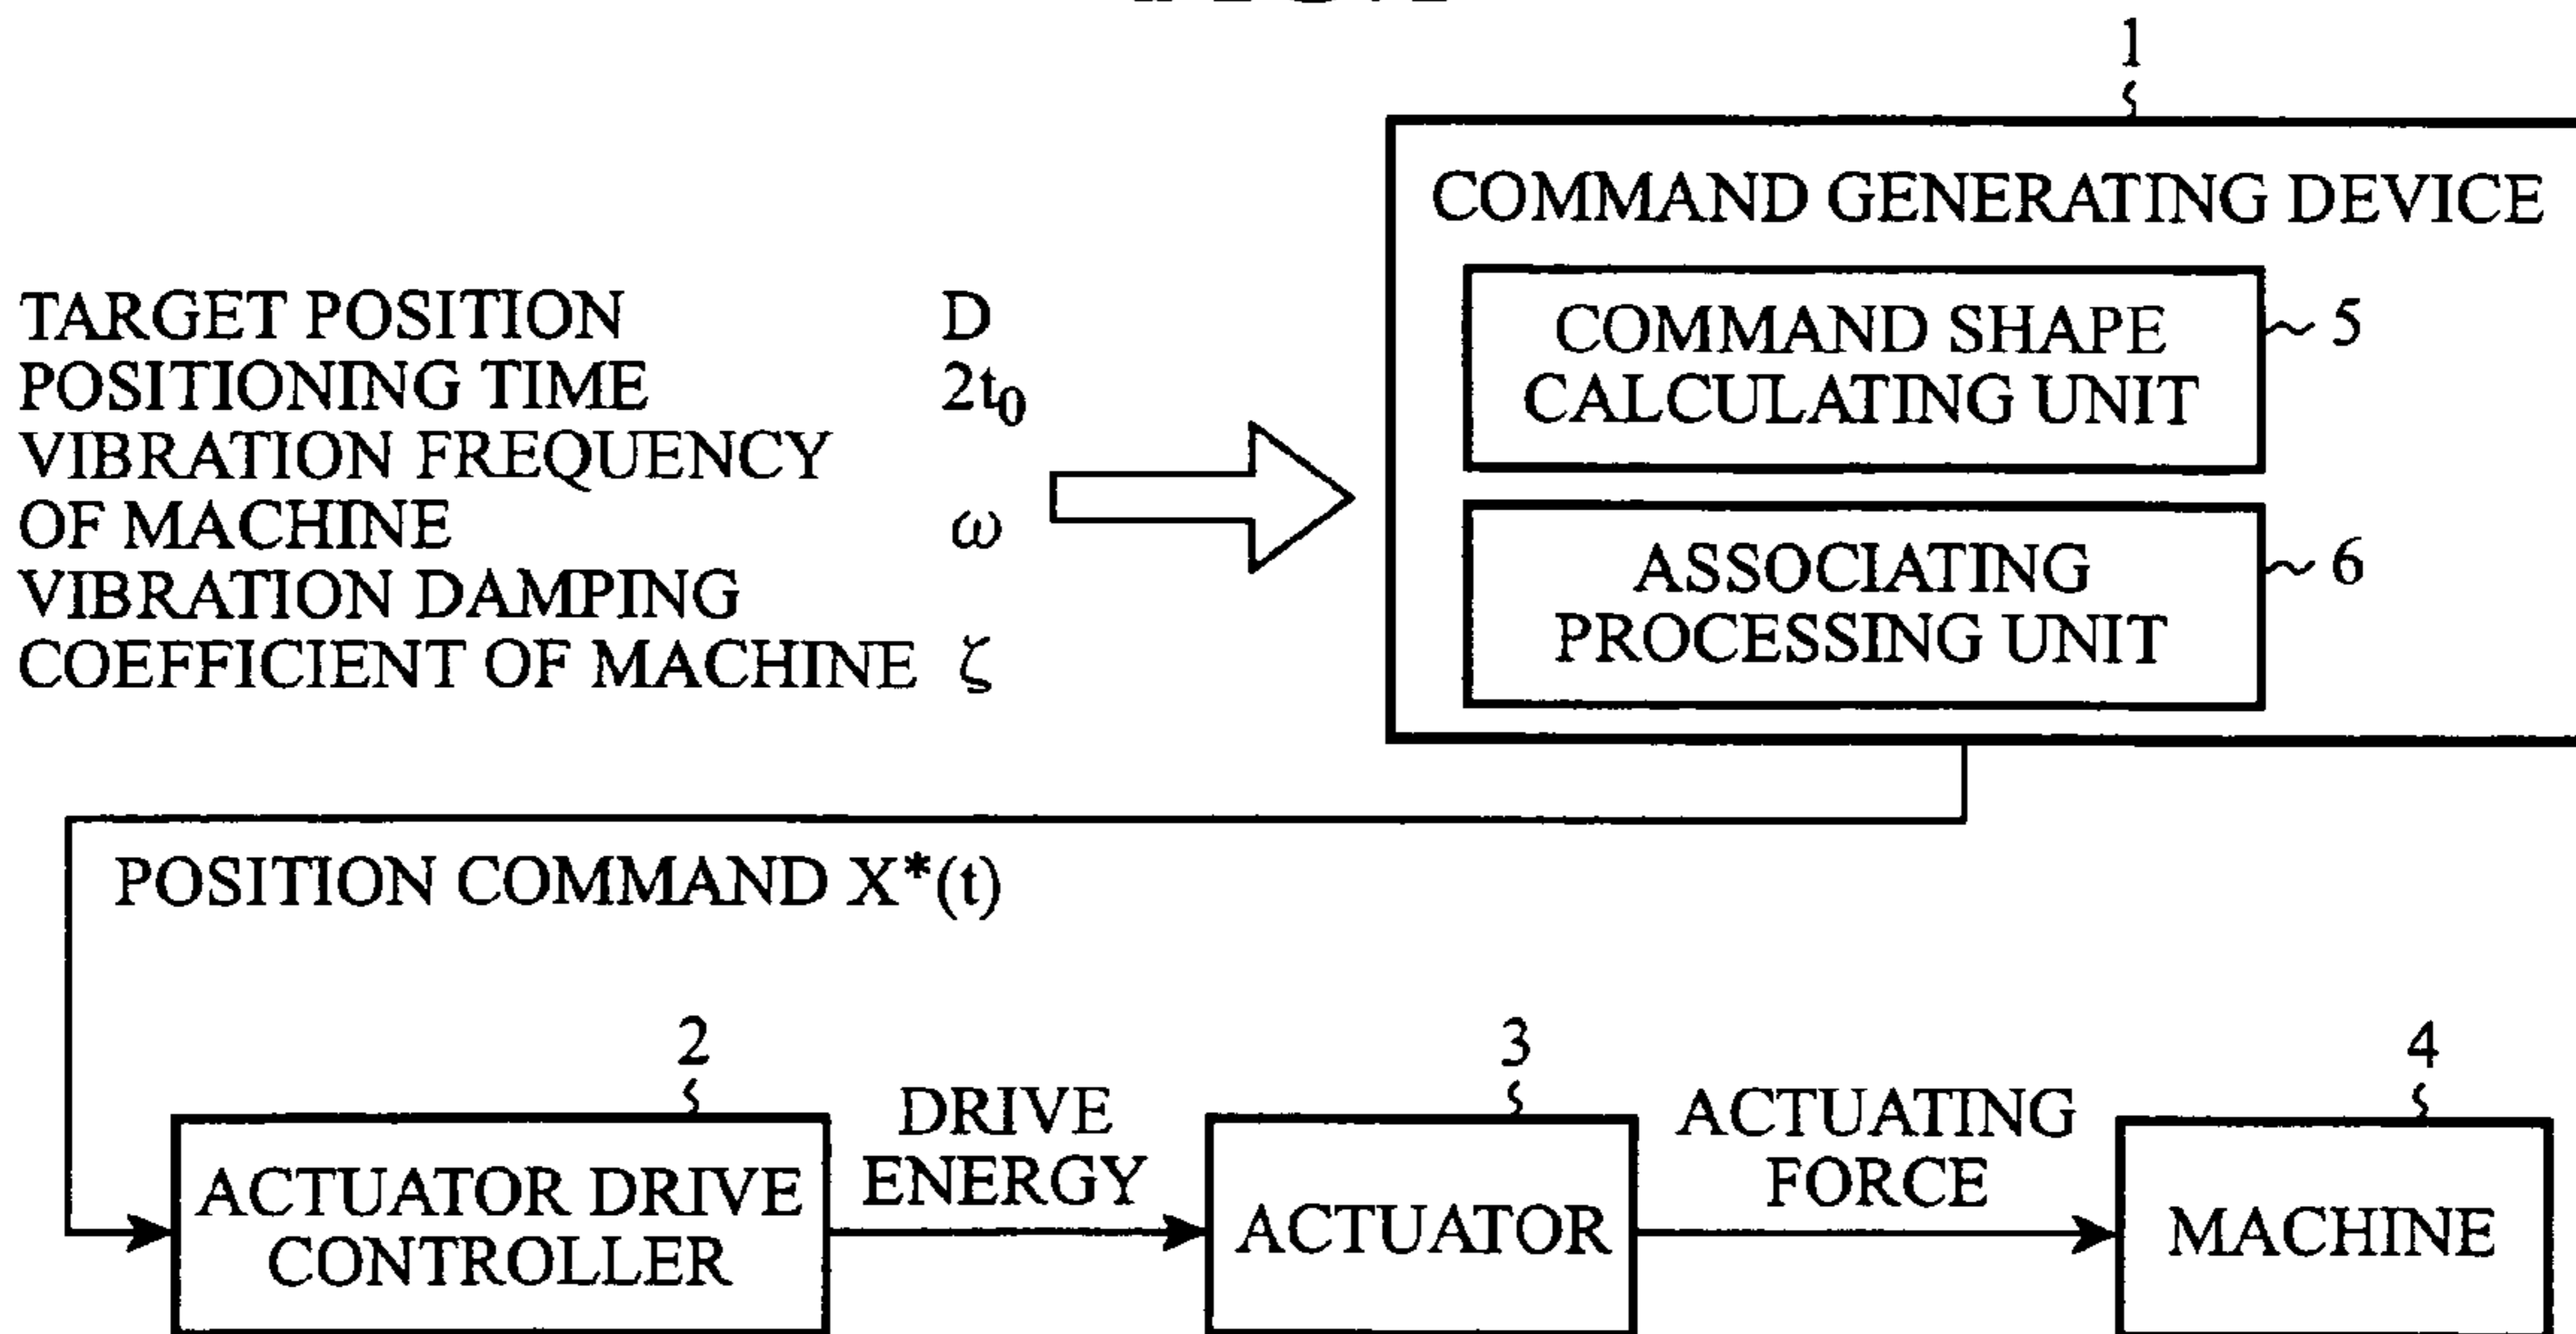 1
COMMAND GENERATING DEVICE
TARGET POSITION D
POSITIONING TIME 2t₀
VIBRATION FREQUENCY
OF MACHINE ω
VIBRATION DAMPING
COEFFICIENT OF MACHINE ζ
COMMAND SHAPE
CALCULATING UNIT
5
ASSOCIATING
PROCESSING UNIT
6
POSITION COMMAND X*(t)
2
ACTUATOR DRIVE
CONTROLLER
DRIVE
ENERGY
3
ACTUATOR
ACTUATING
FORCE
4
MACHINE